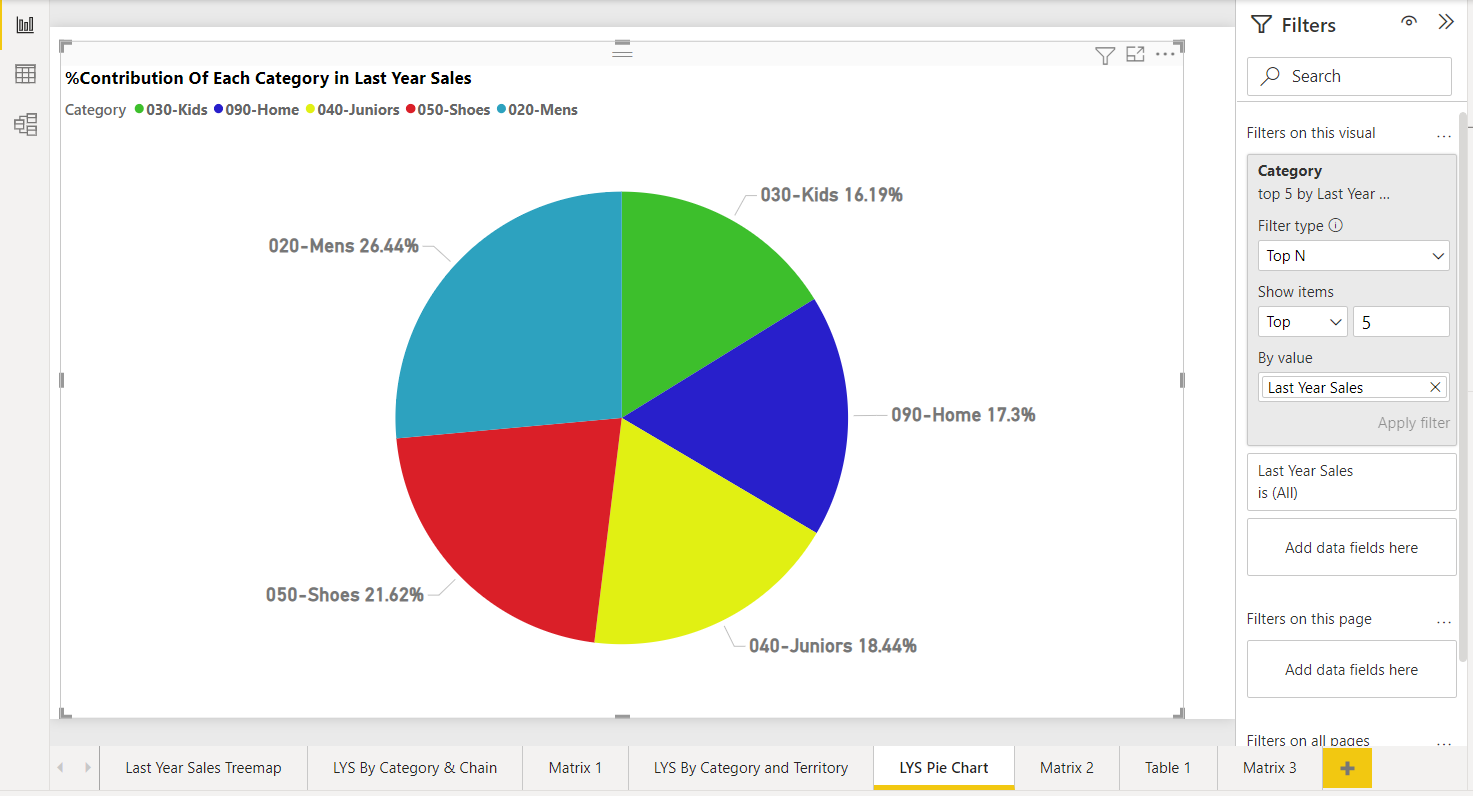 %Contribution Of Each Category in Last Year Sales
Category 030-Kids 090-Home 040-Juniors 050-Shoes 020-Mens
030-Kids 16.19%
020-Mens 26.44%
090-Home 17.3%
050-Shoes 21.62%
040-Juniors 18.44%
Filters
Search
Filters on this visual ...
Category
top 5 by Last Year ...
Filter type
Top N
Show items
Top 5
By value
Last Year Sales
Apply filter
Last Year Sales
is (All)
Add data fields here
Filters on this page ...
Add data fields here
Filters on all pages ...
Last Year Sales Treemap LYS By Category & Chain Matrix 1 LYS By Category and Territory LYS Pie Chart Matrix 2 Table 1 Matrix 3